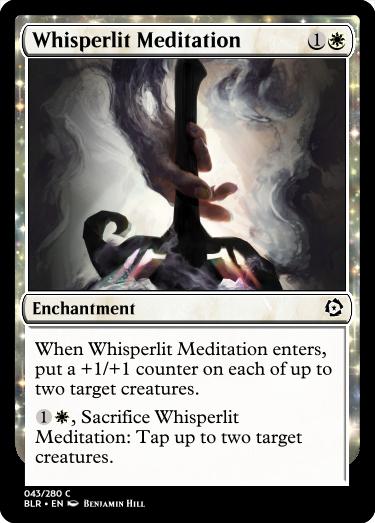 Whisperlit Meditation 1
Enchantment
When Whisperlit Meditation enters,
put a +1/+1 counter on each of up to
two target creatures.
1, Sacrifice Whisperlit
Meditation: Tap up to two target
creatures.
043/280 C
BLR • EN Benjamin Hill